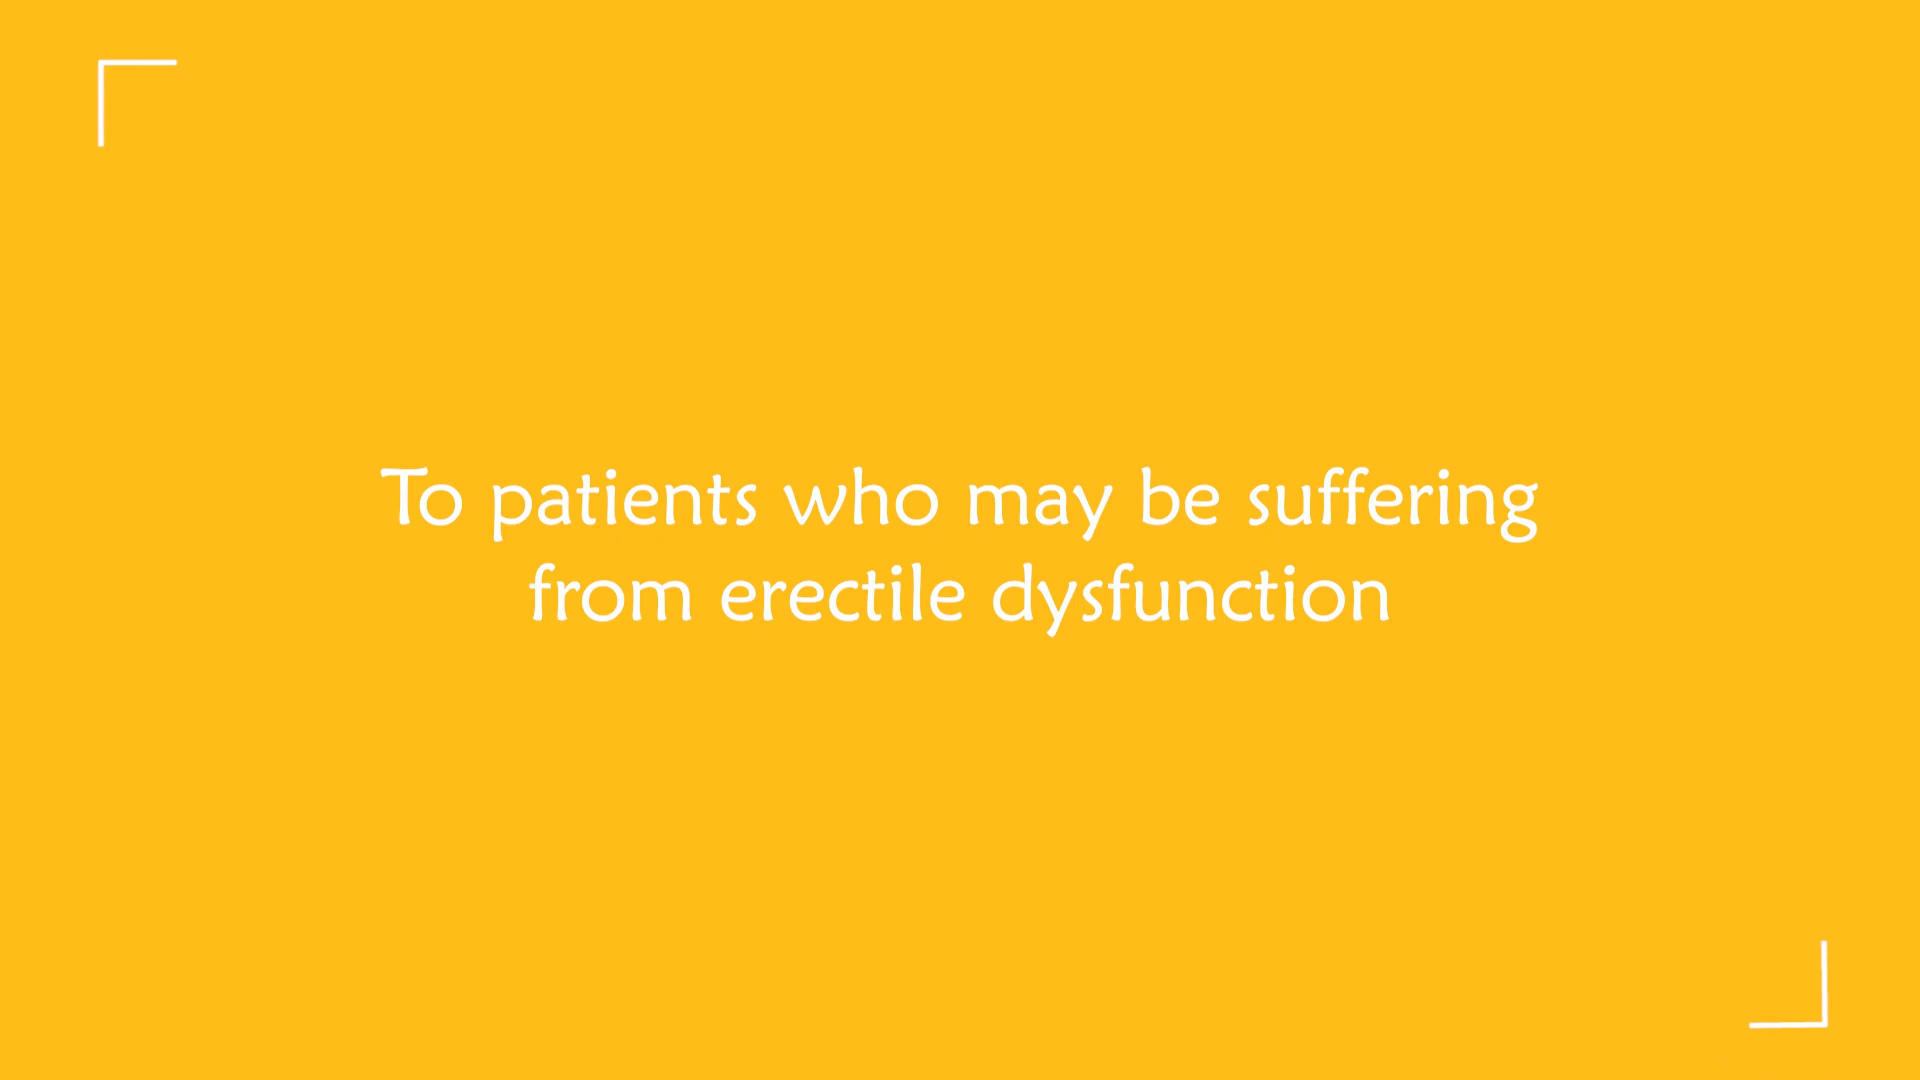 To patients who may be suffering
from erectile dysfunction